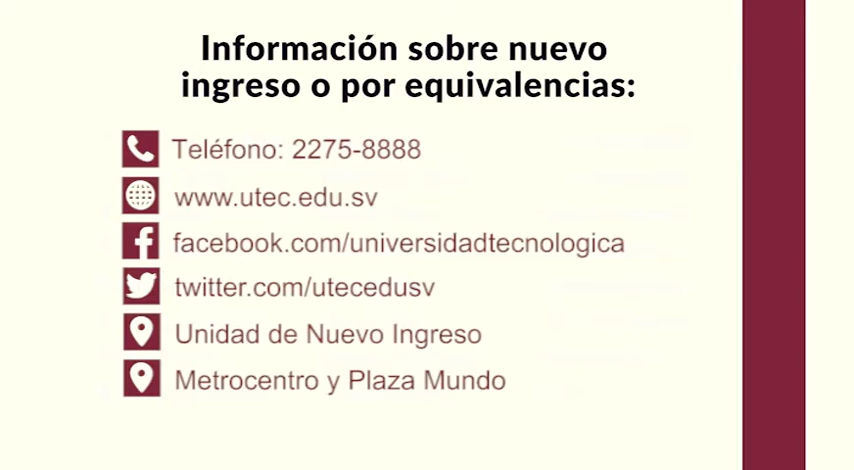 Información sobre nuevo
ingreso o por equivalencias:
Teléfono: 2275-8888
www.utec.edu.sv
facebook.com/universidadtecnologica
twitter.com/utecedusv
Unidad de Nuevo Ingreso
Metrocentro y Plaza Mundo